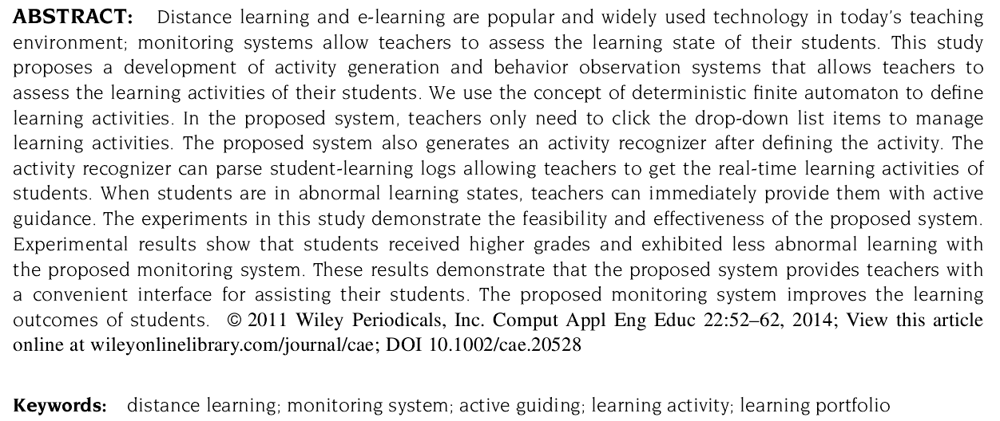 ABSTRACT: Distance learning and e-learning are popular and widely used technology in today's teaching
environment; monitoring systems allow teachers to assess the learning state of their students. This study
proposes a development of activity generation and behavior observation systems that allows teachers to
assess the learning activities of their students. We use the concept of deterministic finite automaton to define
learning activities. In the proposed system, teachers only need to click the drop-down list items to manage
learning activities. The proposed system also generates an activity recognizer after defining the activity. The
activity recognizer can parse student-learning logs allowing teachers to get the real-time learning activities of
students. When students are in abnormal learning states, teachers can immediately provide them with active
guidance. The experiments in this study demonstrate the feasibility and effectiveness of the proposed system.
Experimental results show that students received higher grades and exhibited less abnormal learning with
the proposed monitoring system. These results demonstrate that the proposed system provides teachers with
a convenient interface for assisting their students. The proposed monitoring system improves the learning
outcomes of students. © 2011 Wiley Periodicals, Inc. Comput Appl Eng Educ 22:52–62, 2014; View this article
online at wileyonlinelibrary.com/journal/cae; DOI 10.1002/cae.20528
Keywords: distance learning; monitoring system; active guiding; learning activity; learning portfolio